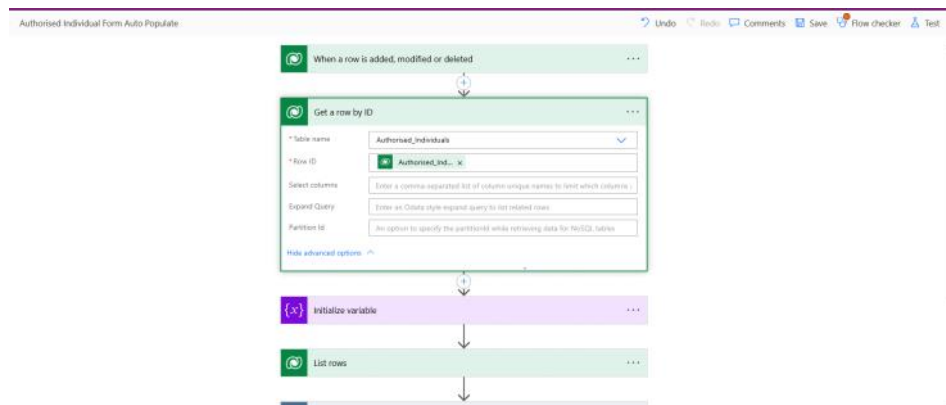 Authorised Individual Form Auto Populate
Undo Redo Comments Save Flow checker Test
When a row is added, modified or deleted
Get a row by ID
* Table name Authorised_Individuals
* Row ID Authorised_Ind... x
Select columns Enter a comma-separated list of column unique names to limit which columns
Expand Query Enter an Odata style expand query to list related rows
Partition Id An option to specify the partitionId while retrieving data for NoSQL tables
Hide advanced options
{x} Initialize variable
List rows